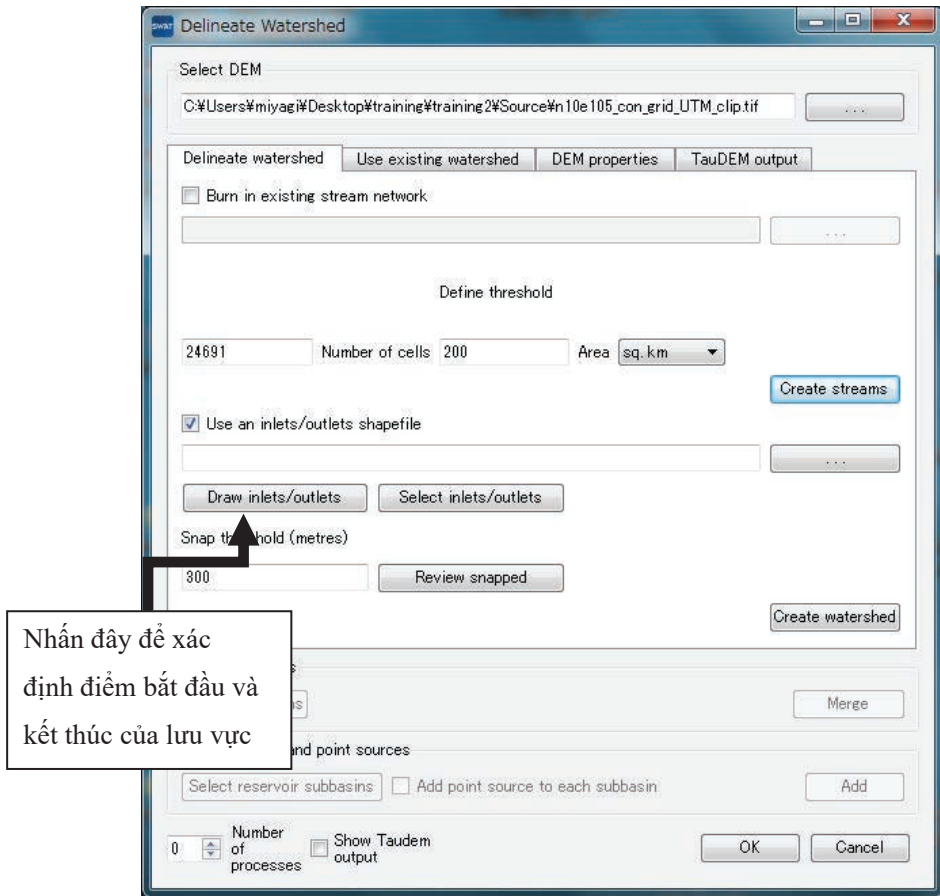 SWAT Delineate Watershed
Select DEM
C:¥Users¥miyagi¥Desktop¥training¥training2¥Source¥n10e105_con_grid_UTM_clip.tif ...
Delineate watershed Use existing watershed DEM properties TauDEM output
Burn in existing stream network
...
Define threshold
24691 Number of cells 200 Area sq. km
Create streams
Use an inlets/outlets shapefile
...
Draw inlets/outlets Select inlets/outlets
Snap hold (metres)
300 Review snapped
Create watershed
Nhấn đây để xác
định điểm bắt đầu và
kết thúc của lưu vực
Merge
and point sources
Select reservoir subbasins Add point source to each subbasin Add
0 Number
of
processes
Show Taudem
output
OK Cancel